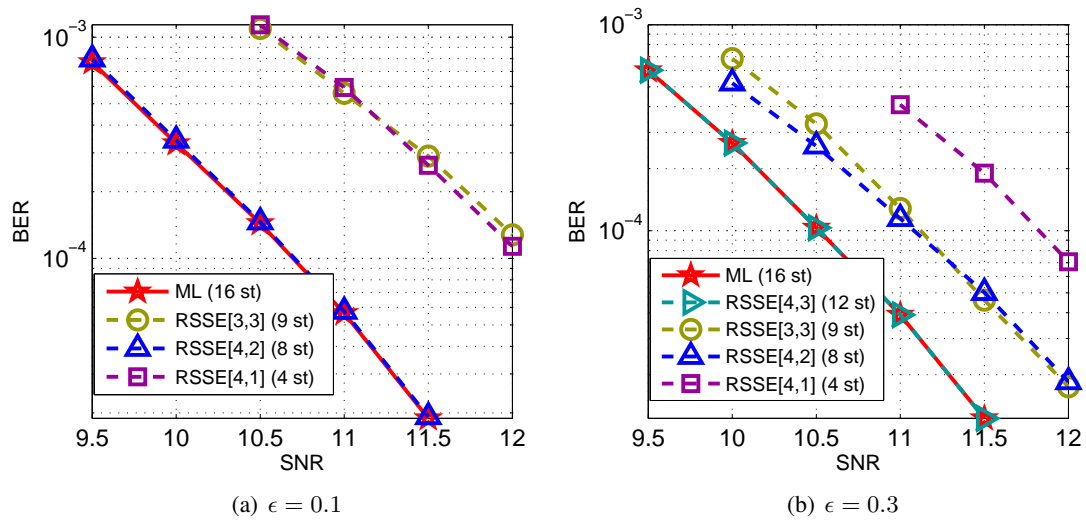 10^{-3}
10^{-4}
BER
9.5 10 10.5 11 11.5 12
SNR
ML (16 st)
RSSE[3,3] (9 st)
RSSE[4,2] (8 st)
RSSE[4,1] (4 st)
(a) ϵ = 0.1
10^{-3}
10^{-4}
BER
9.5 10 10.5 11 11.5 12
SNR
ML (16 st)
RSSE[4,3] (12 st)
RSSE[3,3] (9 st)
RSSE[4,2] (8 st)
RSSE[4,1] (4 st)
(b) ϵ = 0.3